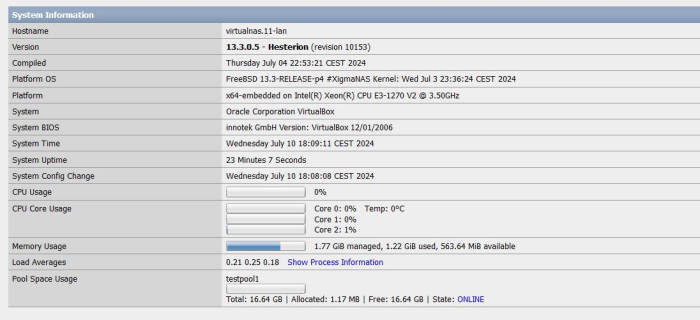 System Information
Hostname virtualnas.11-lan
Version 13.3.0.5 - Hesterion (revision 10153)
Compiled Thursday July 04 22:53:21 CEST 2024
Platform OS FreeBSD 13.3-RELEASE-p4 #XigmaNAS Kernel: Wed Jul 3 23:36:24 CEST 2024
Platform x64-embedded on Intel(R) Xeon(R) CPU E3-1270 V2 @ 3.50GHz
System Oracle Corporation VirtualBox
System BIOS innotek GmbH Version: VirtualBox 12/01/2006
System Time Wednesday July 10 18:09:11 CEST 2024
System Uptime 23 Minutes 7 Seconds
System Config Change Wednesday July 10 18:08:08 CEST 2024
CPU Usage 0%
CPU Core Usage Core 0: 0% Temp: 0ºC
Core 1: 0%
Core 2: 1%
Memory Usage 1.77 GiB managed, 1.22 GiB used, 563.64 MiB available
Load Averages 0.21 0.25 0.18 Show Process Information
Pool Space Usage testpool1
Total: 16.64 GB | Allocated: 1.17 MB | Free: 16.64 GB | State: ONLINE